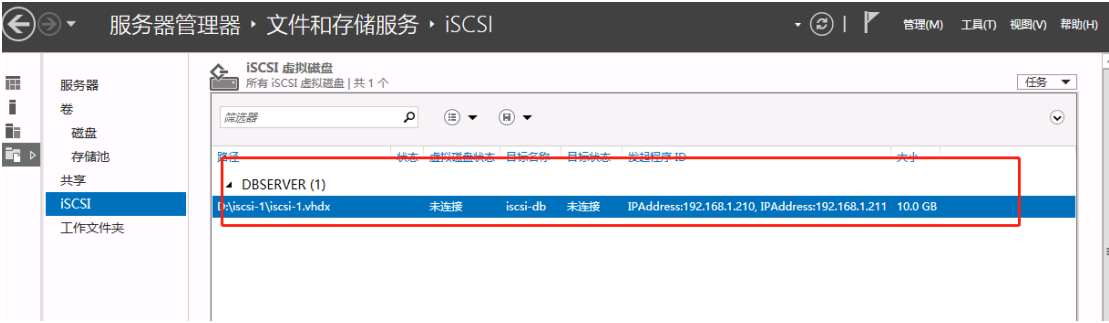 服务器管理器 ‣ 文件和存储服务 ‣ iSCSI
管理(M) 工具(T) 视图(V) 帮助(H)
服务器
卷
磁盘
存储池
共享
iSCSI
工作文件夹
iSCSI 虚拟磁盘
所有 iSCSI 虚拟磁盘 | 共 1 个
任务
筛选器
路径 状态 虚拟磁盘状态 目标名称 目标状态 发起程序 ID 大小
DBSERVER (1)
D:\iscsi-1\iscsi-1.vhdx 未连接 iscsi-db 未连接 IPAddress:192.168.1.210, IPAddress:192.168.1.211 10.0 GB